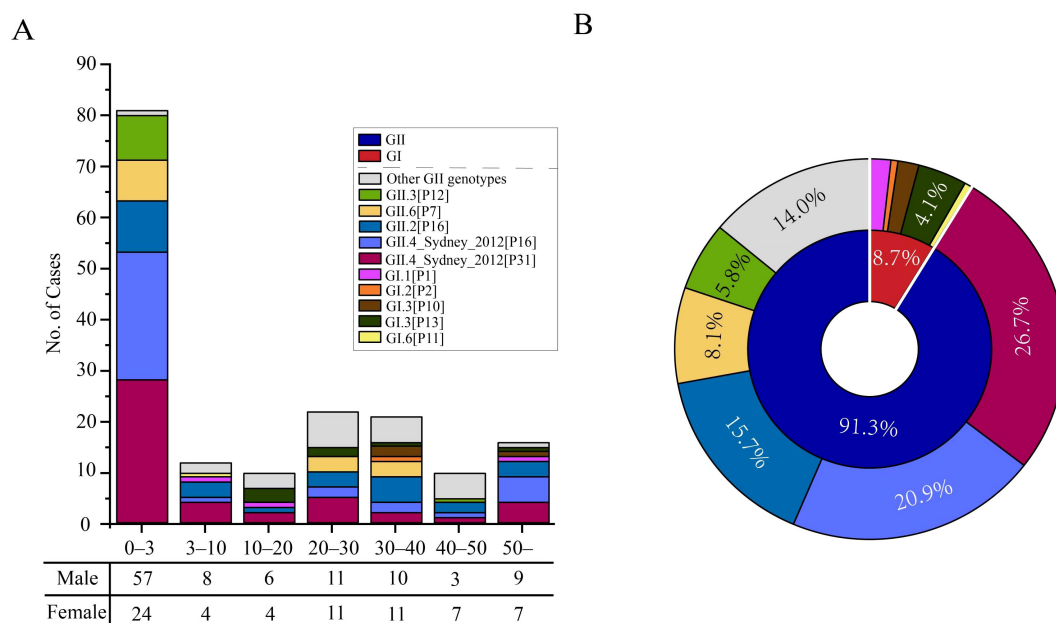 A
B
90
80
70
60
50
40
30
20
10
0
No. of Cases
GII
GI
Other GII genotypes
GII.3[P12]
GII.6[P7]
GII.2[P16]
GII.4_Sydney_2012[P16]
GII.4_Sydney_2012[P31]
GI.1[P1]
GI.2[P2]
GI.3[P10]
GI.3[P13]
GI.6[P11]
0–3 3–10 10–20 20–30 30–40 40–50 50–
Male 57 8 6 11 10 3 9
Female 24 4 4 11 11 7 7
14.0%
4.1%
8.7%
5.8%
8.1%
26.7%
91.3%
15.7%
20.9%